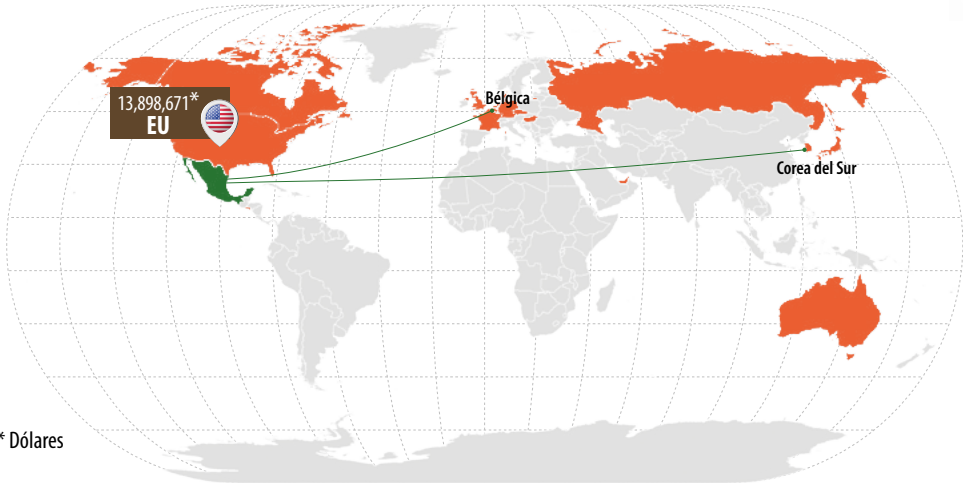 13,898,671*
EU
Bélgica
Corea del Sur
* Dólares